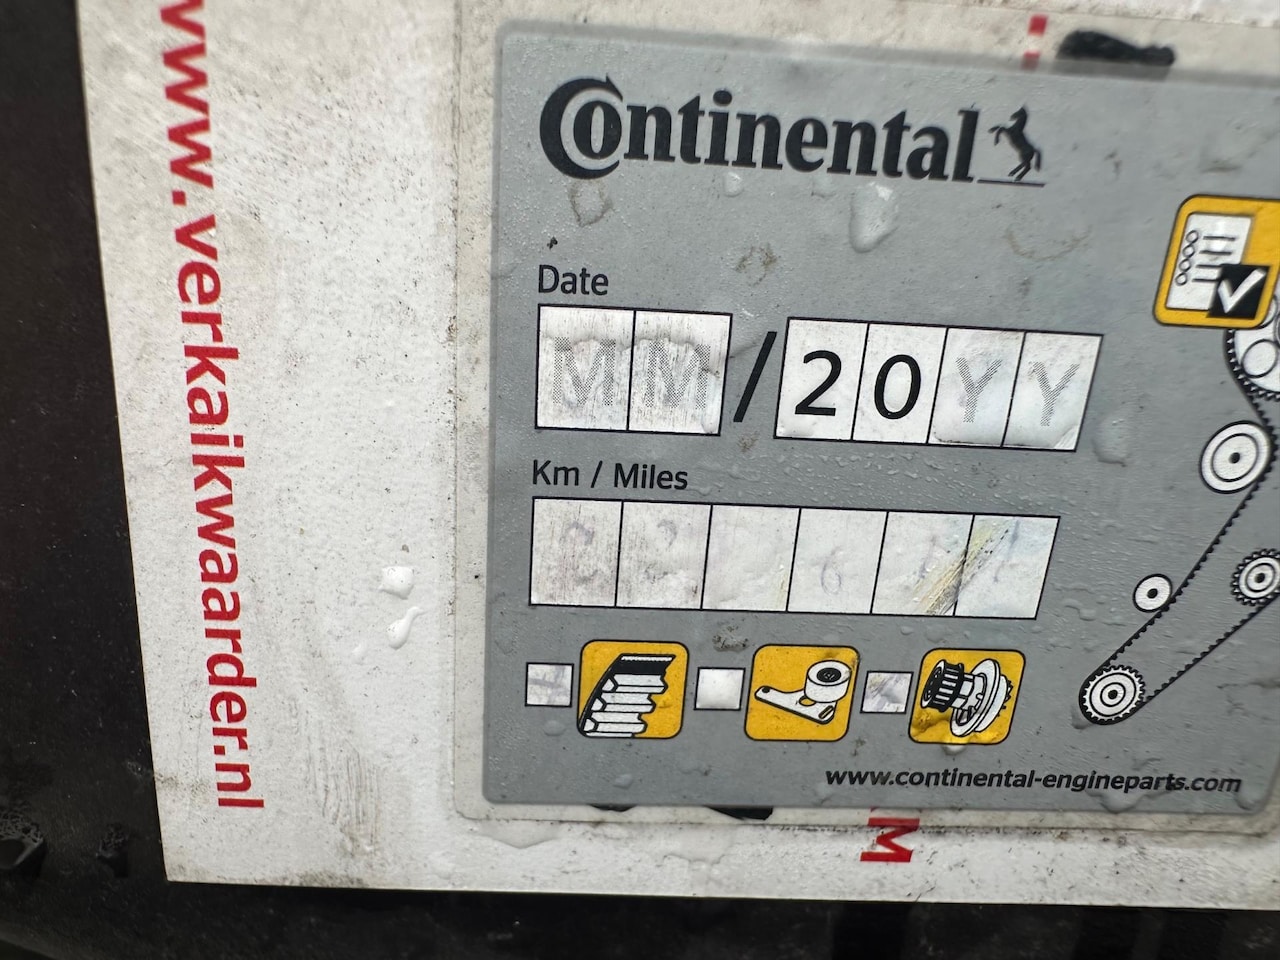 www.verkaikwaarder.nl
Continental
Date
MM/20YY
Km / Miles
www.continental-engineparts.com
M